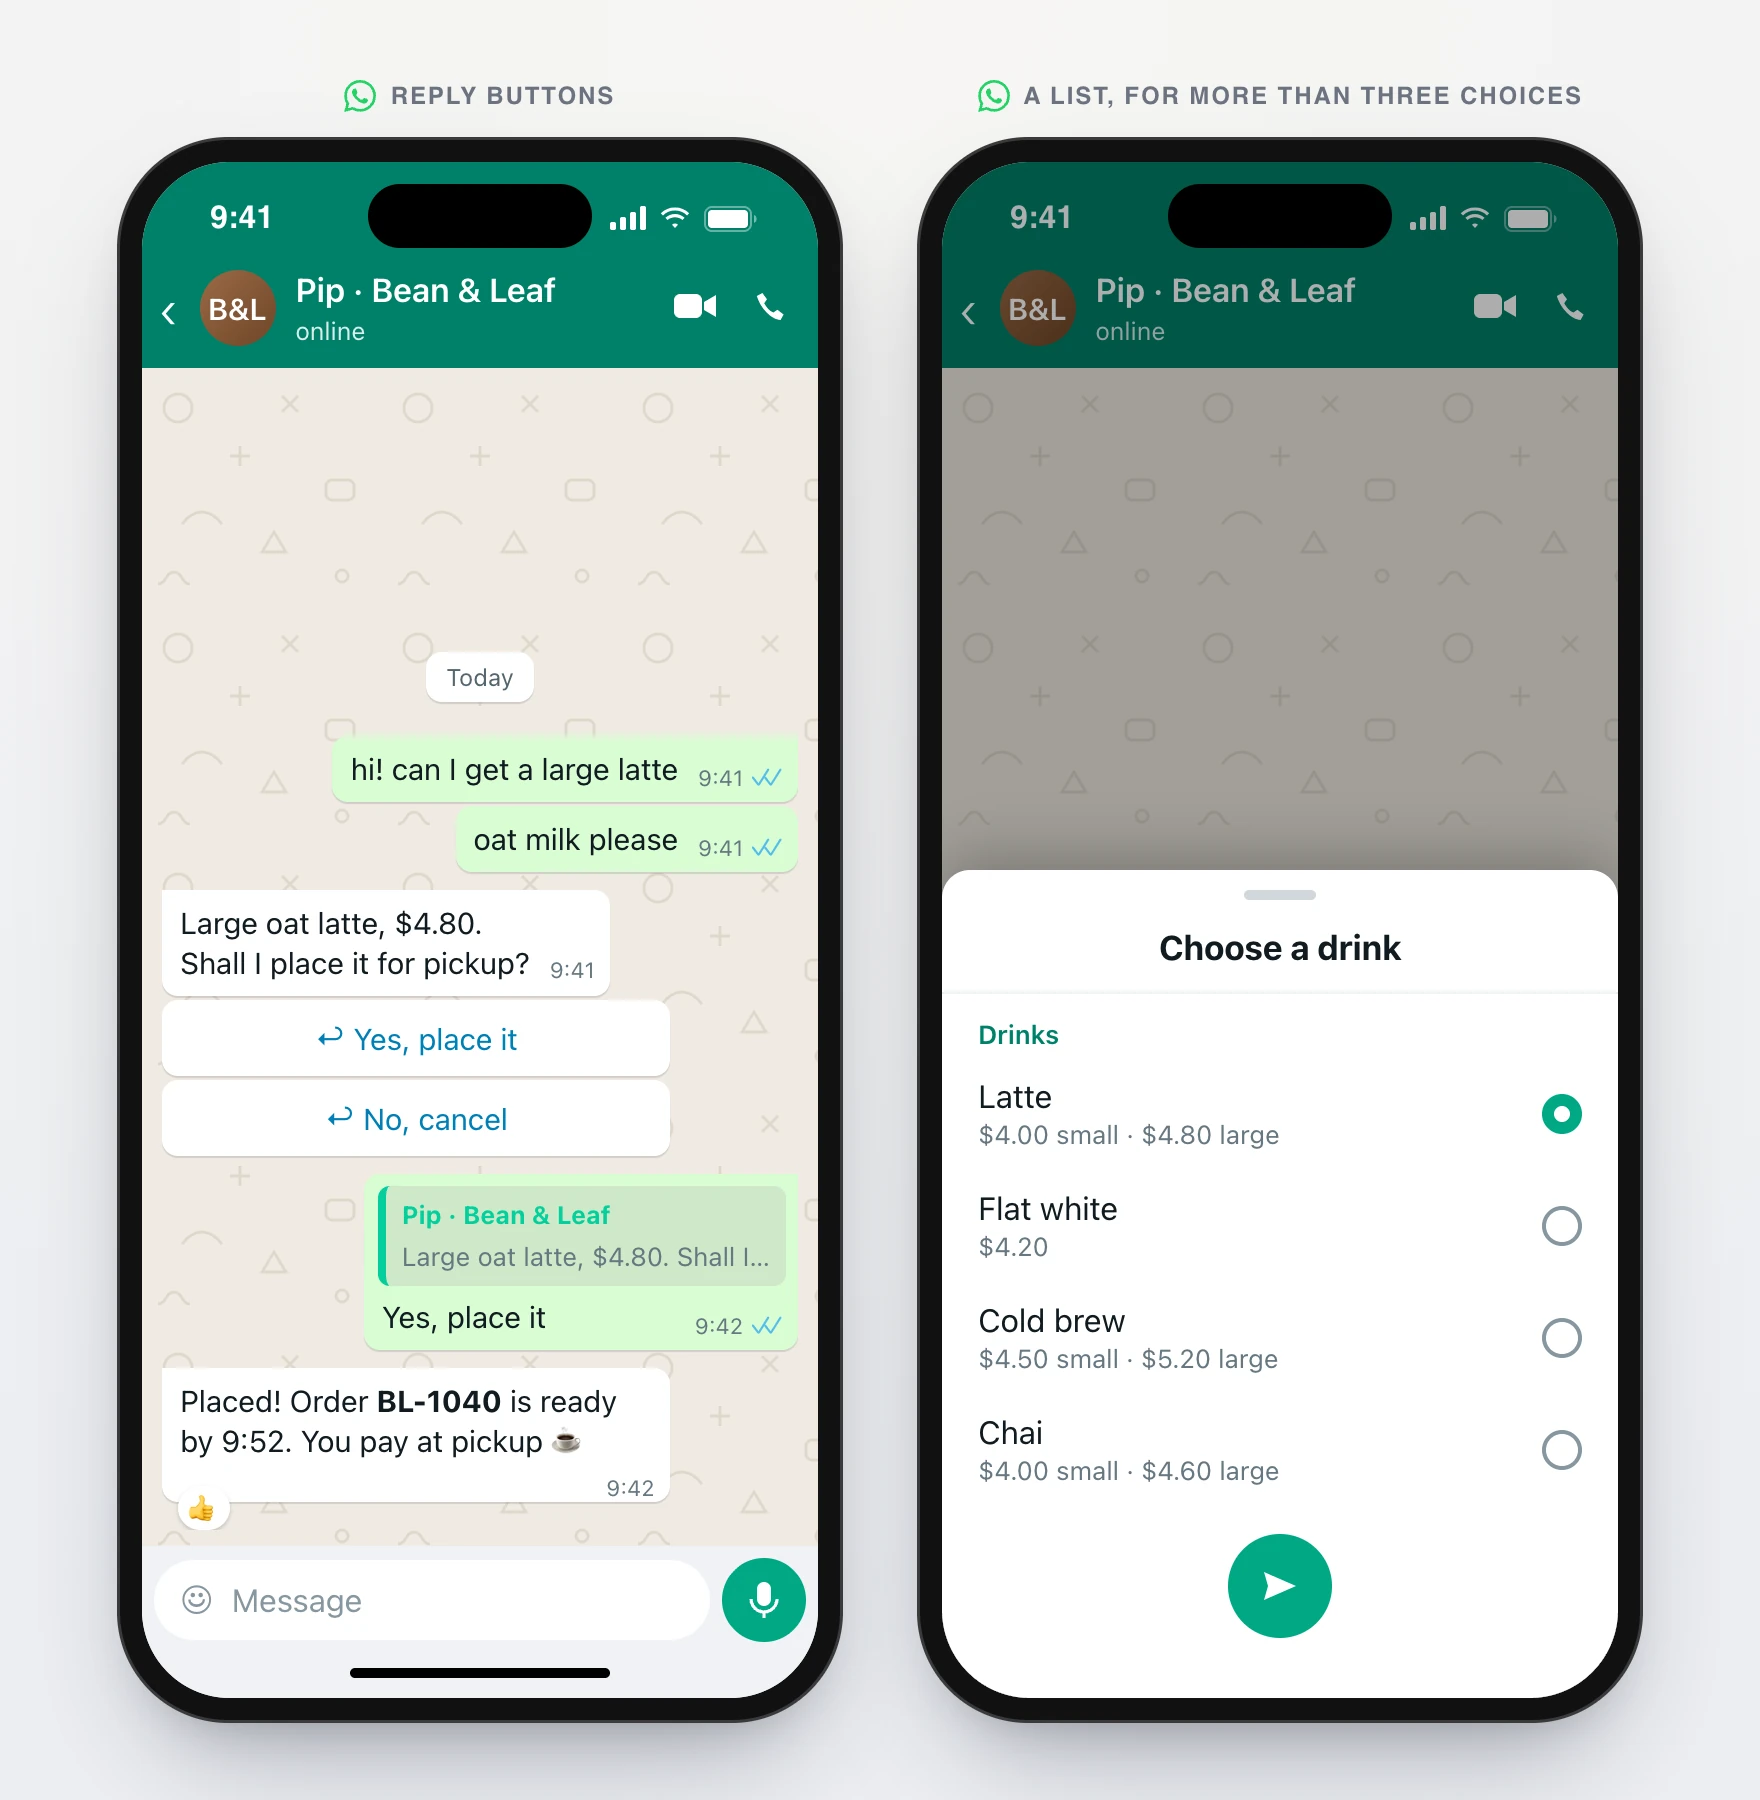 REPLY BUTTONS
9:41
B&L
Pip · Bean & Leaf
online
Today
hi! can I get a large latte 9:41
oat milk please 9:41
Large oat latte, $4.80.
Shall I place it for pickup? 9:41
Yes, place it
No, cancel
Pip · Bean & Leaf
Large oat latte, $4.80. Shall I...
Yes, place it 9:42
Placed! Order BL-1040 is ready
by 9:52. You pay at pickup ☕
9:42
👍
Message
A LIST, FOR MORE THAN THREE CHOICES
9:41
B&L
Pip · Bean & Leaf
online
Choose a drink
Drinks
Latte
$4.00 small · $4.80 large
Flat white
$4.20
Cold brew
$4.50 small · $5.20 large
Chai
$4.00 small · $4.60 large